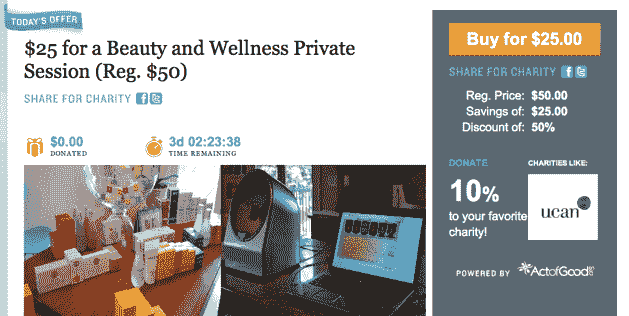 TODAY'S OFFER
$25 for a Beauty and Wellness Private
Session (Reg. $50)
SHARE FOR CHARITY
$0.00
DONATED
3d 02:23:38
TIME REMAINING
Buy for $25.00
SHARE FOR CHARITY
Reg. Price: $50.00
Savings of: $25.00
Discount of: 50%
DONATE
10%
to your favorite
charity!
CHARITIES LIKE:
ucan
POWERED BY ActofGood